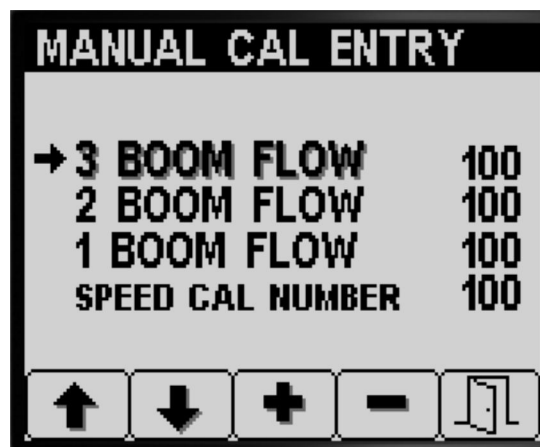 MANUAL CAL ENTRY
3 BOOM FLOW 100
2 BOOM FLOW 100
1 BOOM FLOW 100
SPEED CAL NUMBER 100